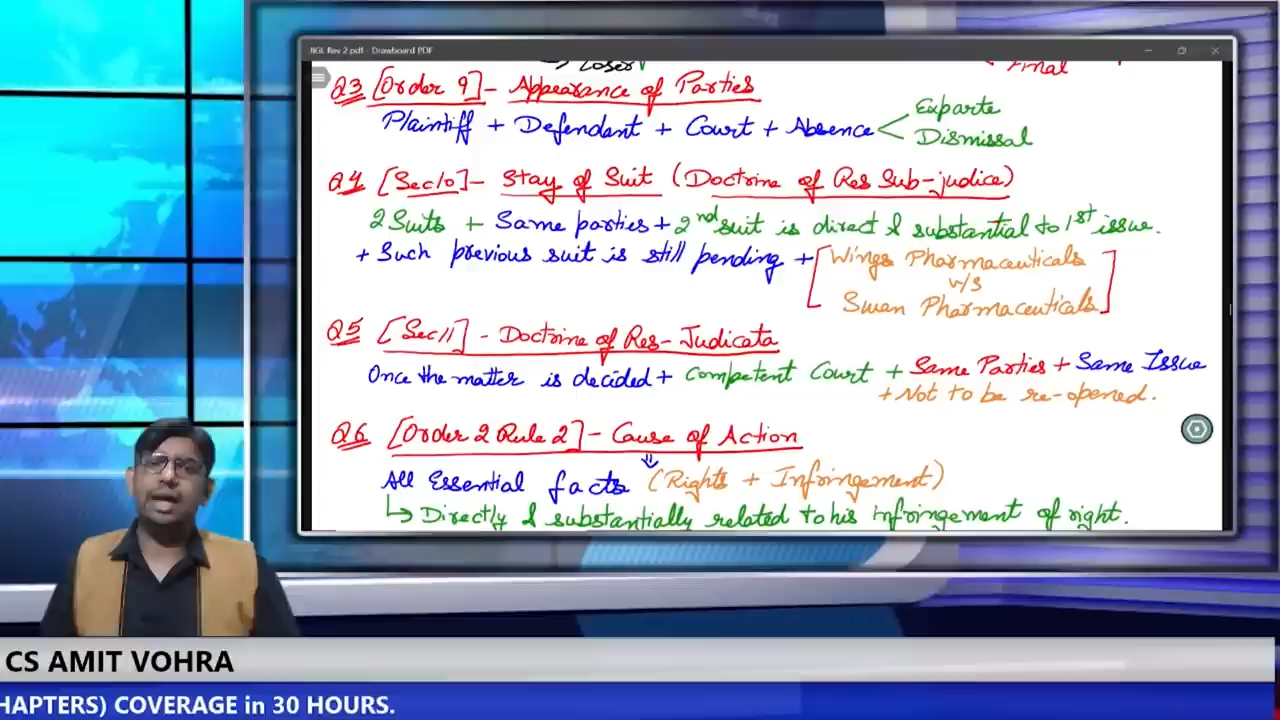 IIGL Rev 2.pdf - Drawboard PDF
Loser
Final
Q3 [Order 9] - Appearance of Parties
Plaintiff + Defendant + Court + Absence
Exparte
Dismissal
Q4 [Sec10] - Stay of Suit (Doctrine of Res Sub-judice)
2 Suits + Same parties + 2nd suit is direct & substantial to 1st issue.
+ Such previous suit is still pending + [Wings Pharmaceuticals
v/s
Swan Pharmaceuticals]
Q5 [Sec11] - Doctrine of Res-Judicata
Once the matter is decided + Competent Court + Same Parties + Same Issue
+ Not to be re-opened.
Q6 [Order 2 Rule 2] - Cause of Action
All Essential facts (Rights + Infringement)
↳ Directly & substantially related to his infringement of right.
CS AMIT VOHRA
HAPTERS) COVERAGE in 30 HOURS.